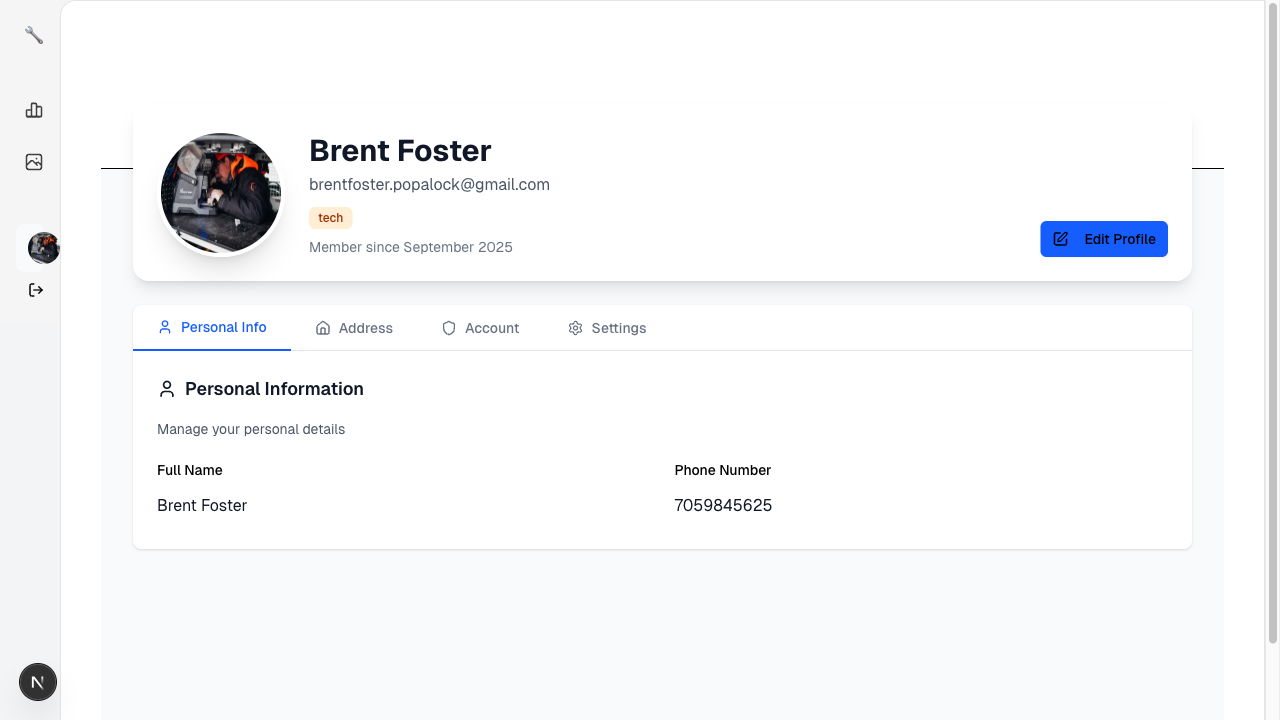 Brent Foster
brentfoster.popalock@gmail.com
tech
Member since September 2025
Edit Profile
Personal Info
Address
Account
Settings
Personal Information
Manage your personal details
Full Name
Phone Number
Brent Foster
7059845625
N